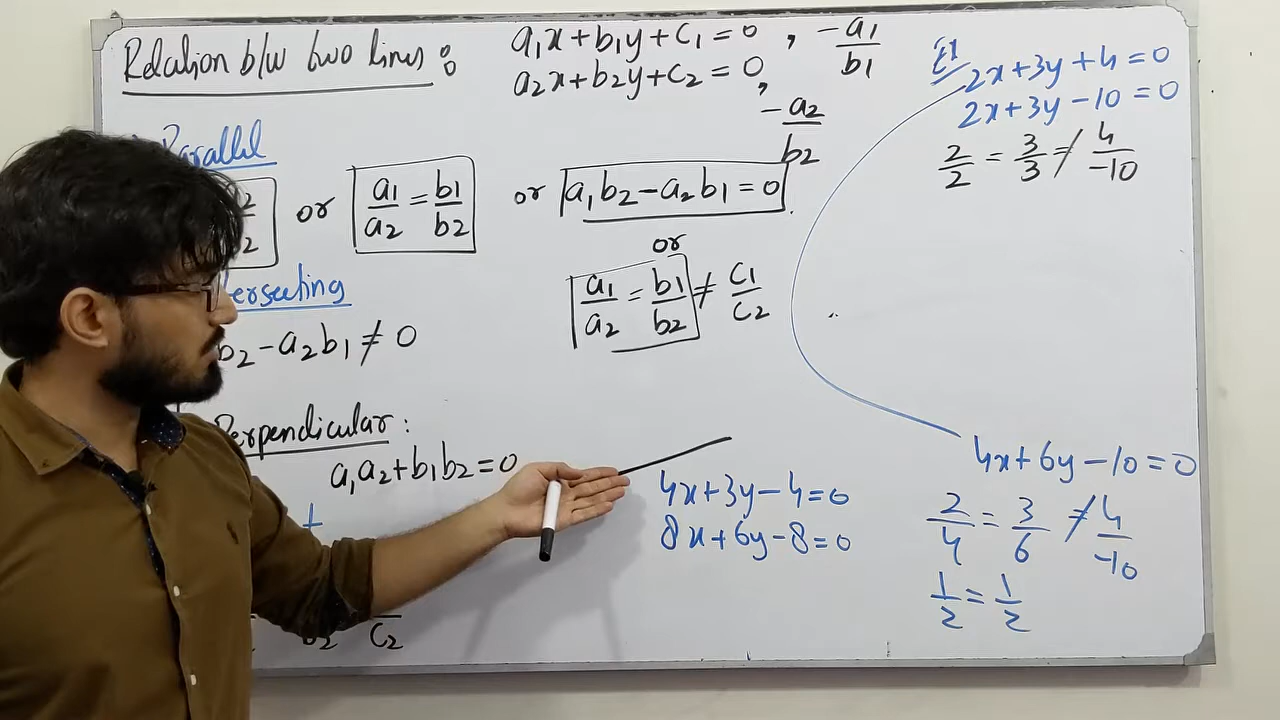 Relation b/w two lines :
a₁x + b₁y + c₁ = 0 , -a₁/b₁
a₂x + b₂y + c₂ = 0 , -a₂/b₂
Parallel
or a₁/a₂ = b₁/b₂ or a₁b₂ - a₂b₁ = 0
or
a₁/a₂ = b₁/b₂ ≠ c₁/c₂
ersecting
b₂ - a₂b₁ ≠ 0
Perpendicular :
a₁a₂ + b₁b₂ = 0
c₂
4x + 3y - 4 = 0
8x + 6y - 8 = 0
Ex 2x + 3y + 4 = 0
2x + 3y - 10 = 0
2/2 = 3/3 ≠ 4/-10
4x + 6y - 10 = 0
2/4 = 3/6 ≠ 4/-10
1/2 = 1/2